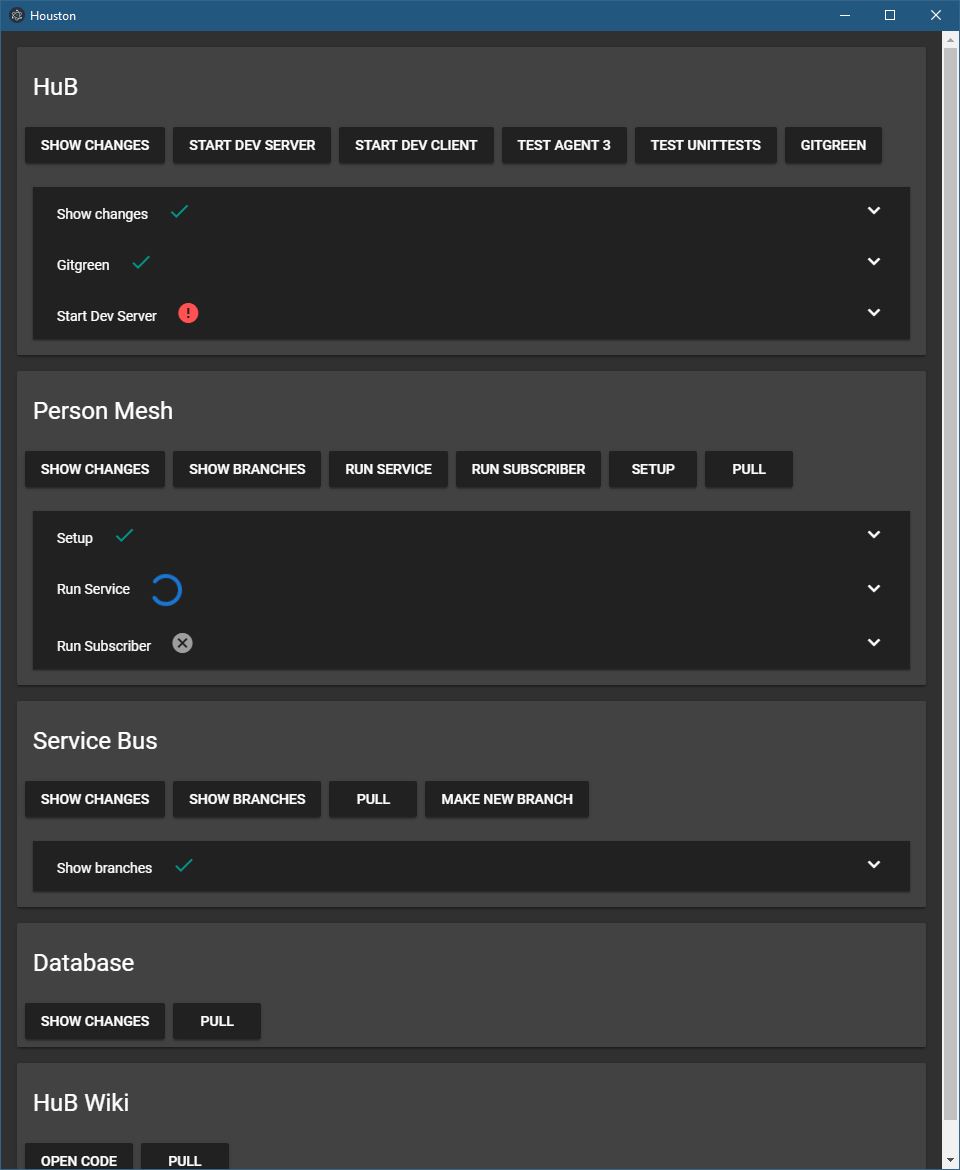 Houston
HuB
SHOW CHANGES START DEV SERVER START DEV CLIENT TEST AGENT 3 TEST UNITTESTS GITGREEN
Show changes
Gitgreen
Start Dev Server
Person Mesh
SHOW CHANGES SHOW BRANCHES RUN SERVICE RUN SUBSCRIBER SETUP PULL
Setup
Run Service
Run Subscriber
Service Bus
SHOW CHANGES SHOW BRANCHES PULL MAKE NEW BRANCH
Show branches
Database
SHOW CHANGES PULL
HuB Wiki
OPEN CODE PULL